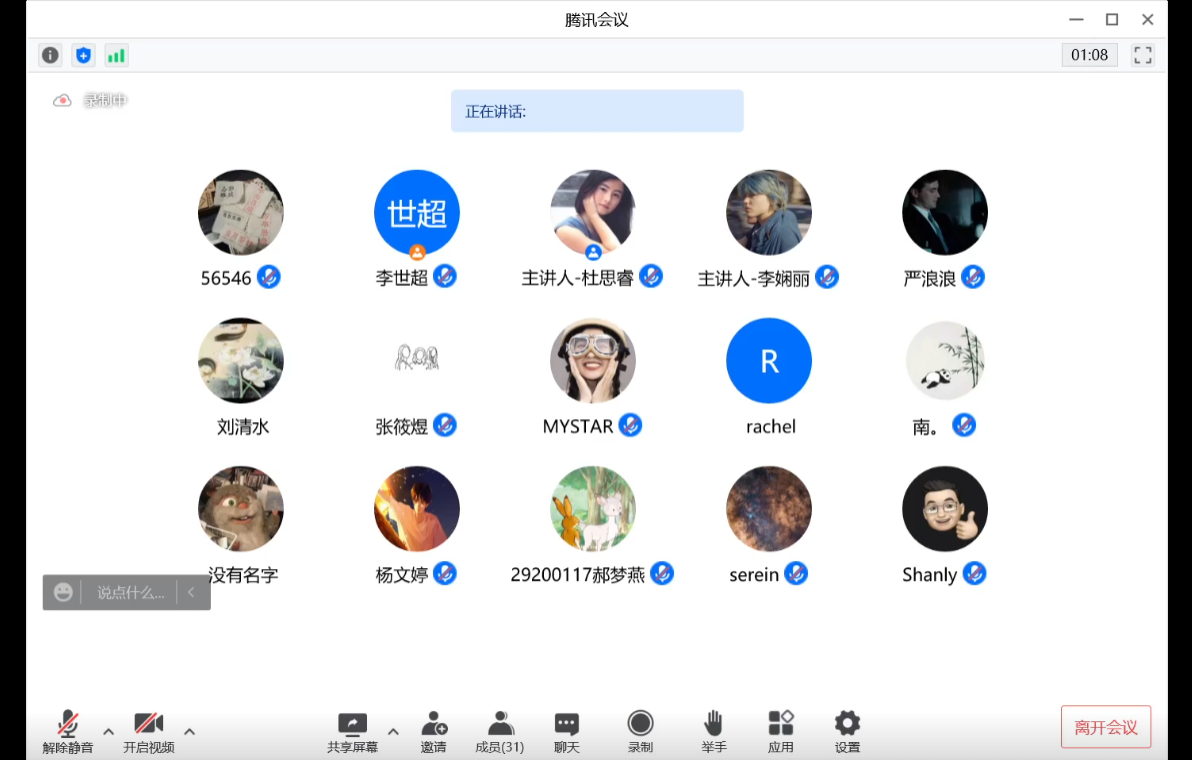 腾讯会议
01:08
录制中
正在讲话:
世超
56546
李世超
主讲人-杜思睿
主讲人-李娴丽
严浪浪
R
刘清水
张筱煜
MYSTAR
rachel
南。
没有名字
杨文婷
29200117郝梦燕
serein
Shanly
说点什么...
解除静音
开启视频
共享屏幕
邀请
成员(31)
聊天
录制
举手
应用
设置
离开会议